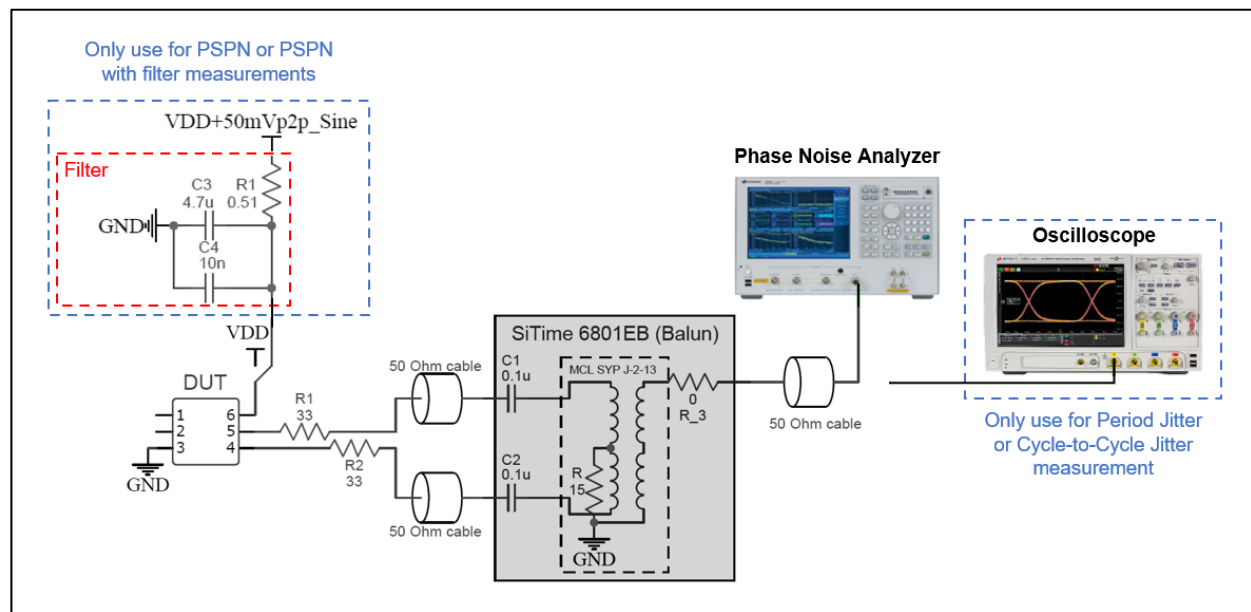 Only use for PSPN or PSPN
with filter measurements
VDD+50mVp2p_Sine
Filter
C3
4.7u
R1
0.51
GND
C4
10n
VDD
DUT
1
2
3
6
5
4
GND
R1
33
R2
33
50 Ohm cable
50 Ohm cable
SiTime 6801EB (Balun)
C1
0.1u
MCL SYP J-2-13
C2
0.1u
R
15
GND
0
R_3
50 Ohm cable
Phase Noise Analyzer
Oscilloscope
Only use for Period Jitter
or Cycle-to-Cycle Jitter
measurement